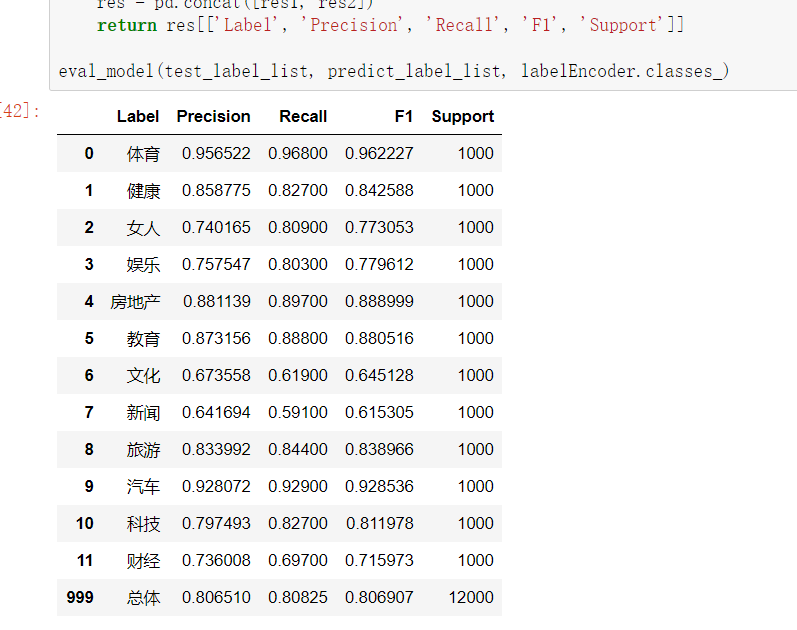 res = pd.concat([res1, res2])
return res[['Label', 'Precision', 'Recall', 'F1', 'Support']]
eval_model(test_label_list, predict_label_list, labelEncoder.classes_)
[42]:
Label Precision Recall F1 Support
0 体育 0.956522 0.96800 0.962227 1000
1 健康 0.858775 0.82700 0.842588 1000
2 女人 0.740165 0.80900 0.773053 1000
3 娱乐 0.757547 0.80300 0.779612 1000
4 房地产 0.881139 0.89700 0.888999 1000
5 教育 0.873156 0.88800 0.880516 1000
6 文化 0.673558 0.61900 0.645128 1000
7 新闻 0.641694 0.59100 0.615305 1000
8 旅游 0.833992 0.84400 0.838966 1000
9 汽车 0.928072 0.92900 0.928536 1000
10 科技 0.797493 0.82700 0.811978 1000
11 财经 0.736008 0.69700 0.715973 1000
999 总体 0.806510 0.80825 0.806907 12000